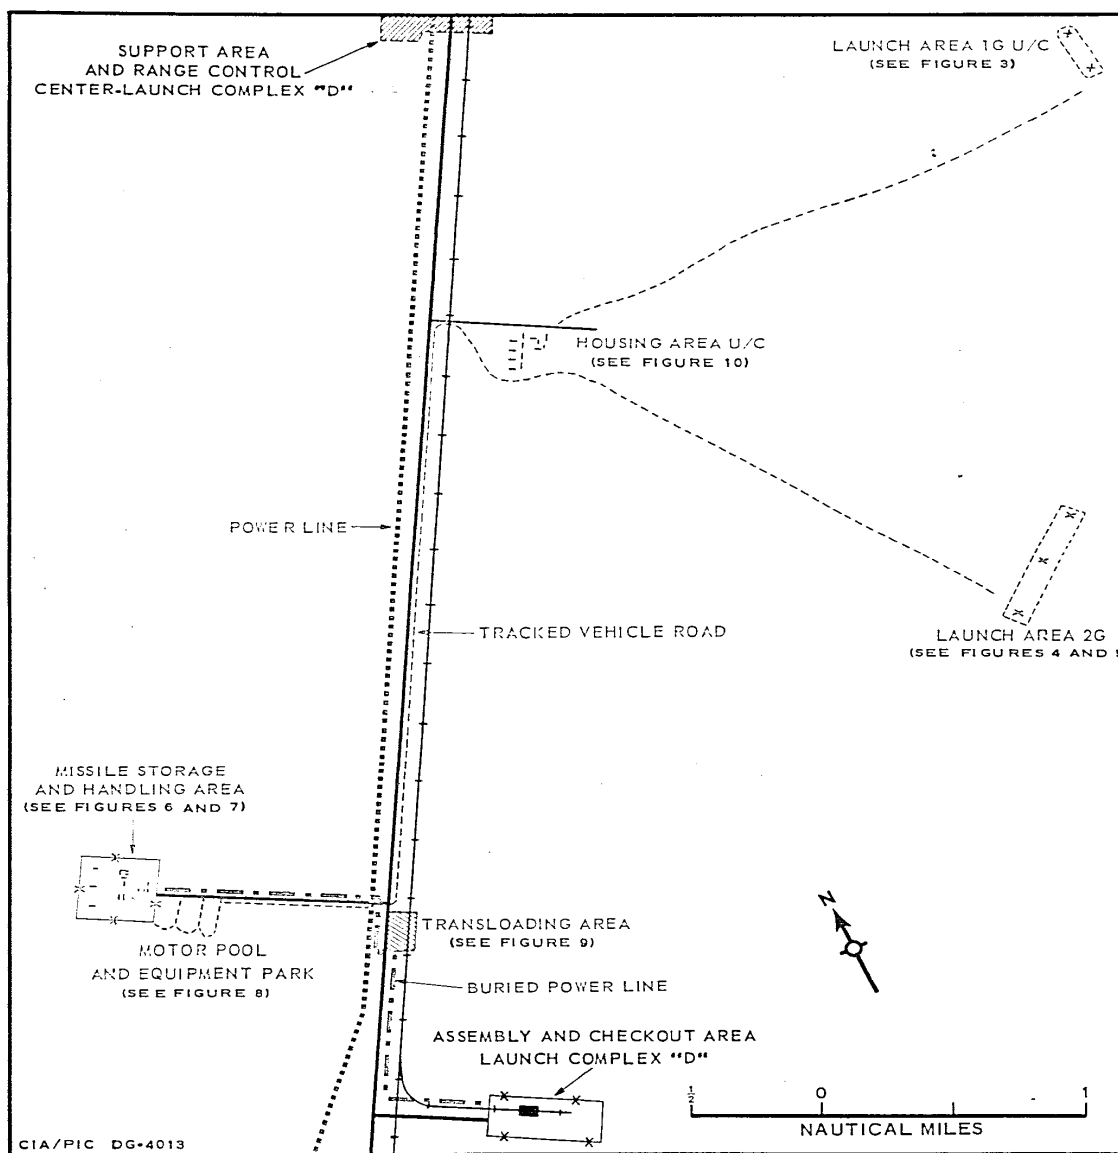 SUPPORT AREA
AND RANGE CONTROL
CENTER-LAUNCH COMPLEX "D"
LAUNCH AREA 1G U/C
(SEE FIGURE 3)
HOUSING AREA U/C
(SEE FIGURE 10)
POWER LINE
TRACKED VEHICLE ROAD
LAUNCH AREA 2G
(SEE FIGURES 4 AND
MISSILE STORAGE
AND HANDLING AREA
(SEE FIGURES 6 AND 7)
TRANSLOADING AREA
(SEE FIGURE 9)
MOTOR POOL
AND EQUIPMENT PARK
(SEE FIGURE 8)
BURIED POWER LINE
N
ASSEMBLY AND CHECKOUT AREA
LAUNCH COMPLEX "D"
1/2 0 1
NAUTICAL MILES
CIA/PIC DG-4013